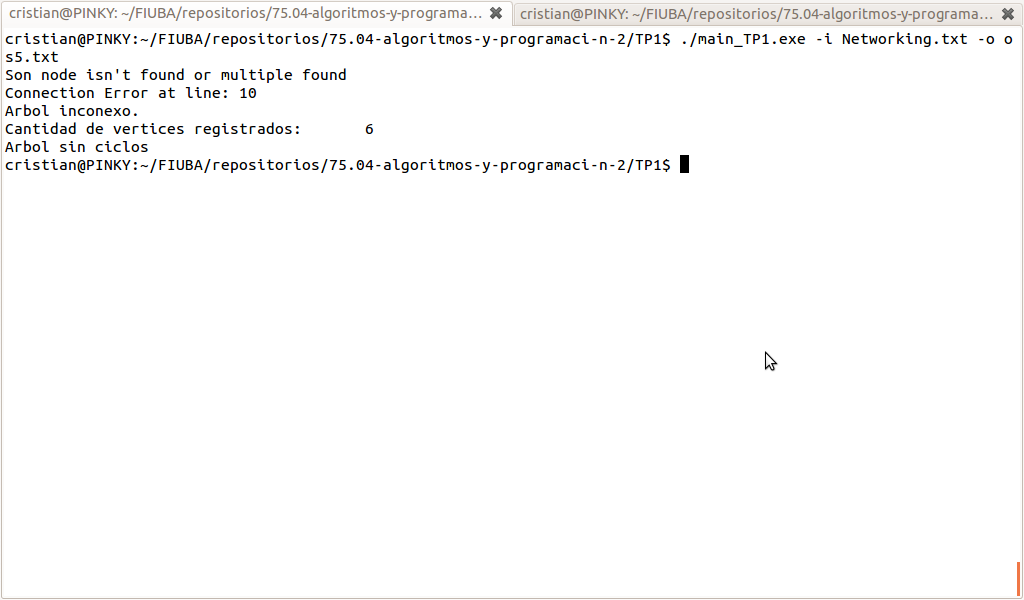 cristian@PINKY: ~/FIUBA/repositorios/75.04-algoritmos-y-programa...
cristian@PINKY: ~/FIUBA/repositorios/75.04-algoritmos-y-programa...
cristian@PINKY:~/FIUBA/repositorios/75.04-algoritmos-y-programaci-n-2/TP1$ ./main_TP1.exe -i Networking.txt -o o
s5.txt
Son node isn't found or multiple found
Connection Error at line: 10
Arbol inconexo.
Cantidad de vertices registrados:       6
Arbol sin ciclos
cristian@PINKY:~/FIUBA/repositorios/75.04-algoritmos-y-programaci-n-2/TP1$